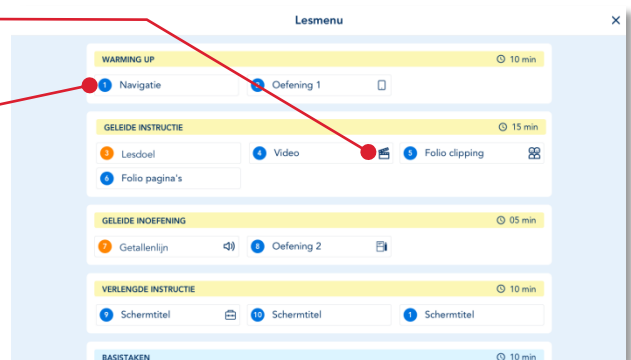 Lesmenu ×
WARMING UP 10 min
1 Navigatie Oefening 1
GELEIDE INSTRUCTIE 15 min
3 Lesdoel 4 Video 5 Folio clipping
6 Folio pagina's
GELEIDE INOEFENING 05 min
7 Getallenlijn 8 Oefening 2
VERLENGDE INSTRUCTIE 10 min
9 Schermtitel 10 Schermtitel 1 Schermtitel
BASISTAKEN 10 min